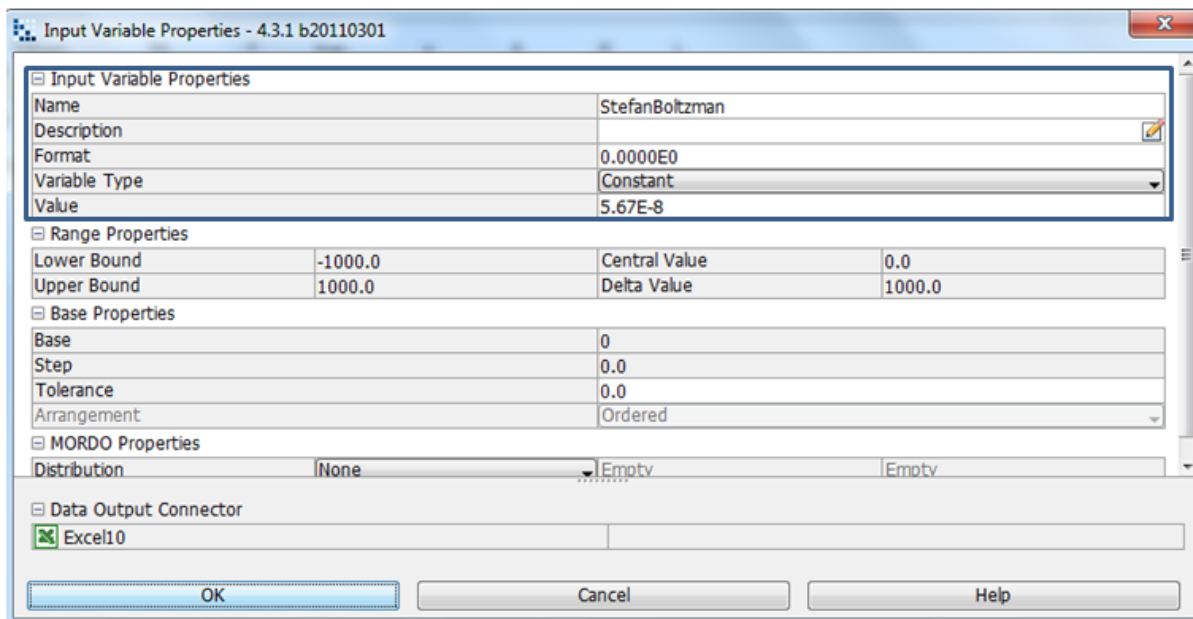 Input Variable Properties - 4.3.1 b20110301
Input Variable Properties
Name StefanBoltzman
Description
Format 0.0000E0
Variable Type Constant
Value 5.67E-8
Range Properties
Lower Bound -1000.0 Central Value 0.0
Upper Bound 1000.0 Delta Value 1000.0
Base Properties
Base 0
Step 0.0
Tolerance 0.0
Arrangement Ordered
MORDO Properties
Distribution None Empty Empty
Data Output Connector
Excel10
OK Cancel Help